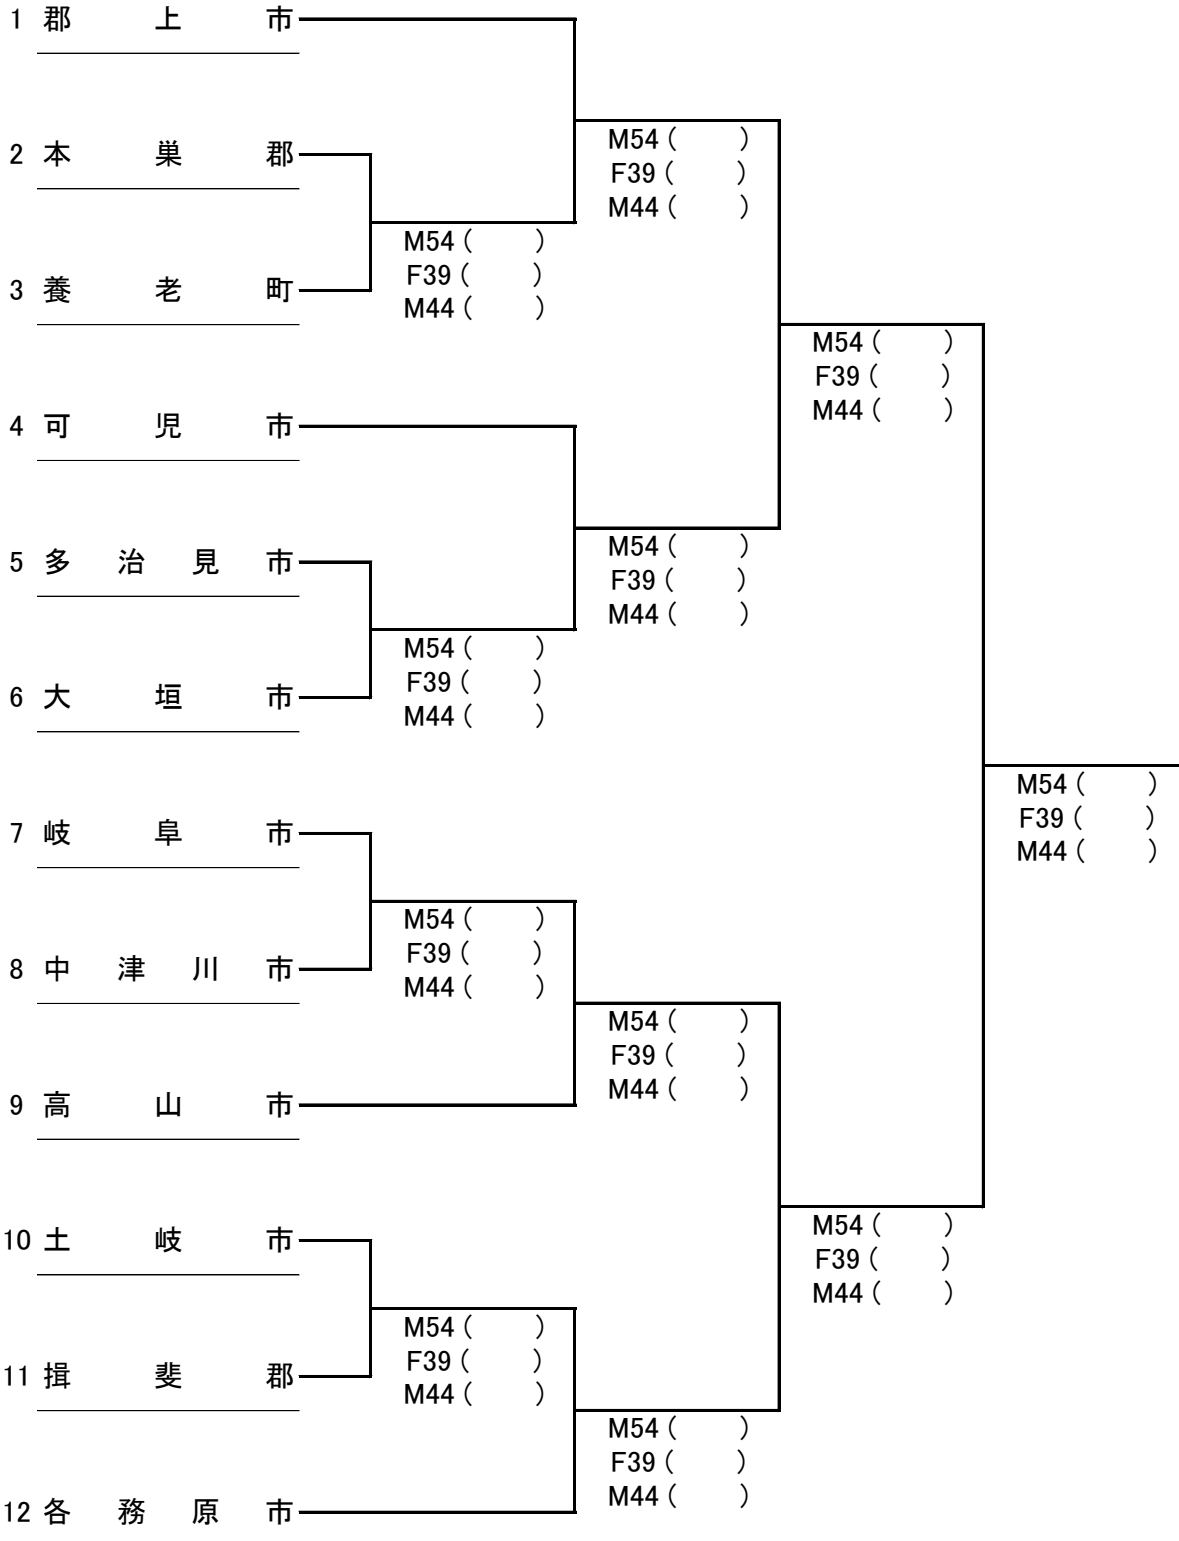 1 郡上市
M54 (　　)
2 本巣郡
F39 (　　)
M44 (　　)
M54 (　　)
F39 (　　)
3 養老町
M44 (　　)
M54 (　　)
F39 (　　)
M44 (　　)
4 可児市
M54 (　　)
5 多治見市
F39 (　　)
M44 (　　)
M54 (　　)
F39 (　　)
6 大垣市
M44 (　　)
M54 (　　)
F39 (　　)
7 岐阜市
M44 (　　)
M54 (　　)
F39 (　　)
8 中津川市
M44 (　　)
M54 (　　)
F39 (　　)
M44 (　　)
9 高山市
M54 (　　)
10 土岐市
F39 (　　)
M44 (　　)
M54 (　　)
F39 (　　)
11 揖斐郡
M44 (　　)
M54 (　　)
F39 (　　)
M44 (　　)
12 各務原市